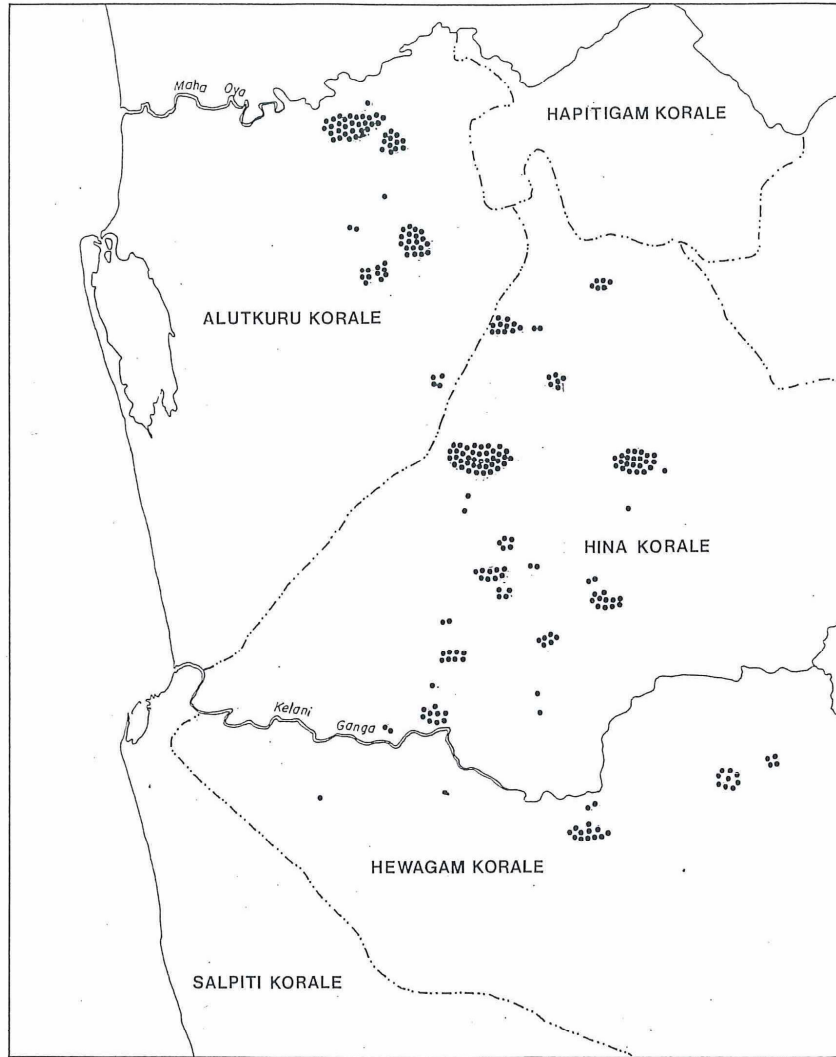 Maha Oya
HAPITIGAM KORALE
ALUTKURU KORALE
HINA KORALE
Kelani Ganga
HEWAGAM KORALE
SALPITI KORALE